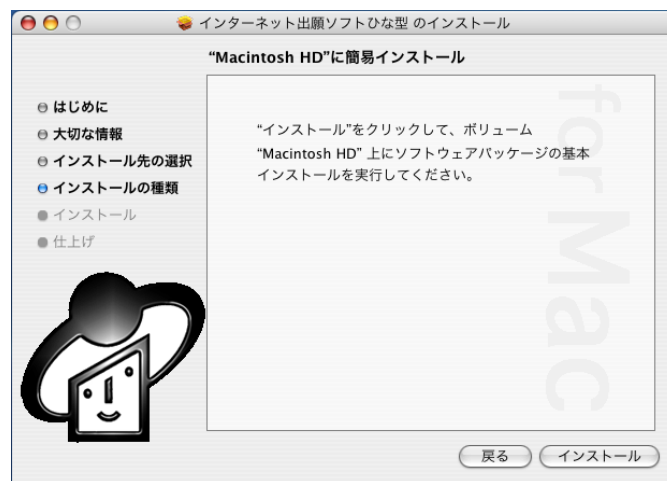 インターネット出願ソフトひな型 のインストール
“Macintosh HD”に簡易インストール
はじめに
大切な情報
インストール先の選択
インストールの種類
インストール
仕上げ
“インストール”をクリックして、ボリューム
“Macintosh HD” 上にソフトウェアパッケージの基本
インストールを実行してください。
for Mac
戻る
インストール